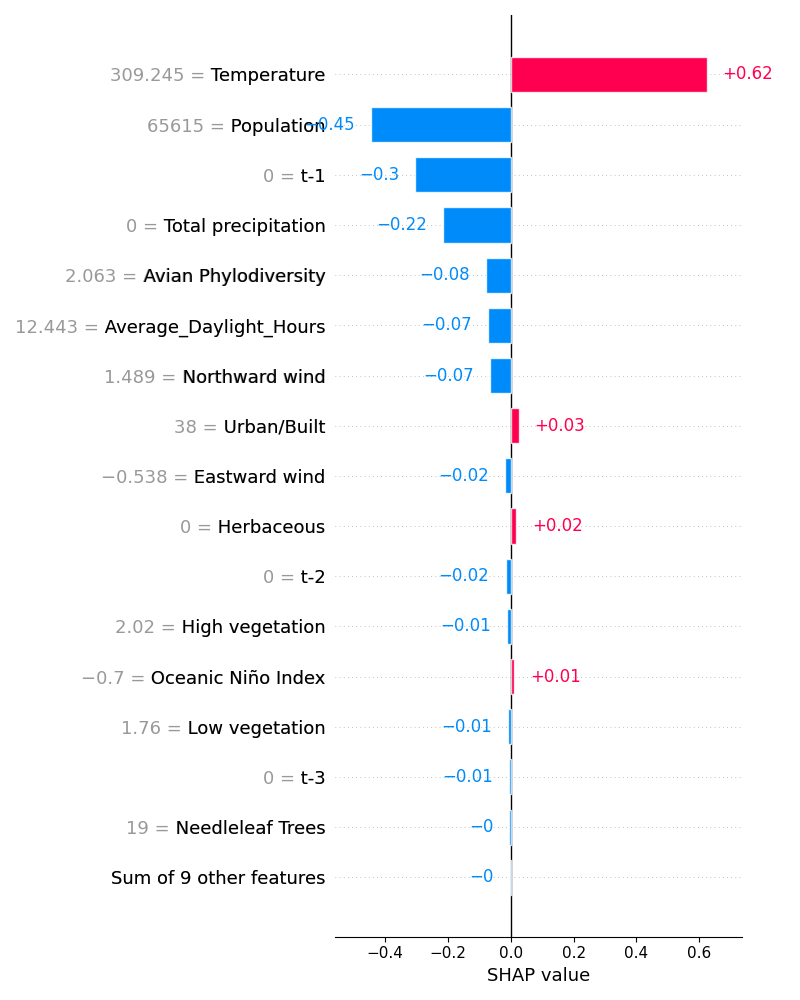 309.245 = Temperature +0.62
65615 = Population −0.45
0 = t-1 −0.3
0 = Total precipitation −0.22
2.063 = Avian Phylodiversity −0.08
12.443 = Average_Daylight_Hours −0.07
1.489 = Northward wind −0.07
38 = Urban/Built +0.03
−0.538 = Eastward wind −0.02
0 = Herbaceous +0.02
0 = t-2 −0.02
2.02 = High vegetation −0.01
−0.7 = Oceanic Niño Index +0.01
1.76 = Low vegetation −0.01
0 = t-3 −0.01
19 = Needleleaf Trees −0
Sum of 9 other features −0
−0.4 −0.2 0.0 0.2 0.4 0.6
SHAP value